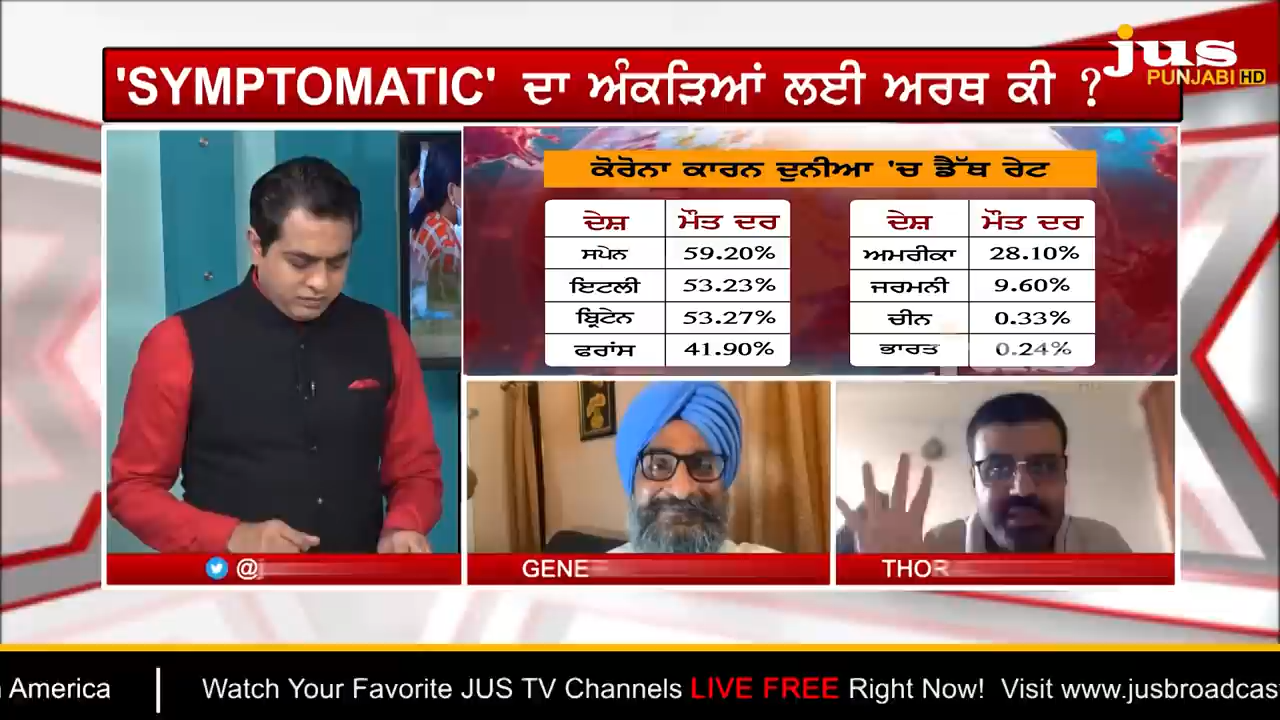 'SYMPTOMATIC' ਦਾ ਅੰਕੜਿਆਂ ਲਈ ਅਰਥ ਕੀ ?
jus
PUNJABI HD
ਕੋਰੋਨਾ ਕਾਰਨ ਦੁਨੀਆ 'ਚ ਡੈੱਥ ਰੇਟ
ਦੇਸ਼ ਮੌਤ ਦਰ
ਸਪੇਨ 59.20%
ਇਟਲੀ 53.23%
ਬ੍ਰਿਟੇਨ 53.27%
ਫਰਾਂਸ 41.90%
ਦੇਸ਼ ਮੌਤ ਦਰ
ਅਮਰੀਕਾ 28.10%
ਜਰਮਨੀ 9.60%
ਚੀਨ 0.33%
ਭਾਰਤ 0.24%
@j
GENE
THOR
America | Watch Your Favorite JUS TV Channels LIVE FREE Right Now! Visit www.jusbroadcas